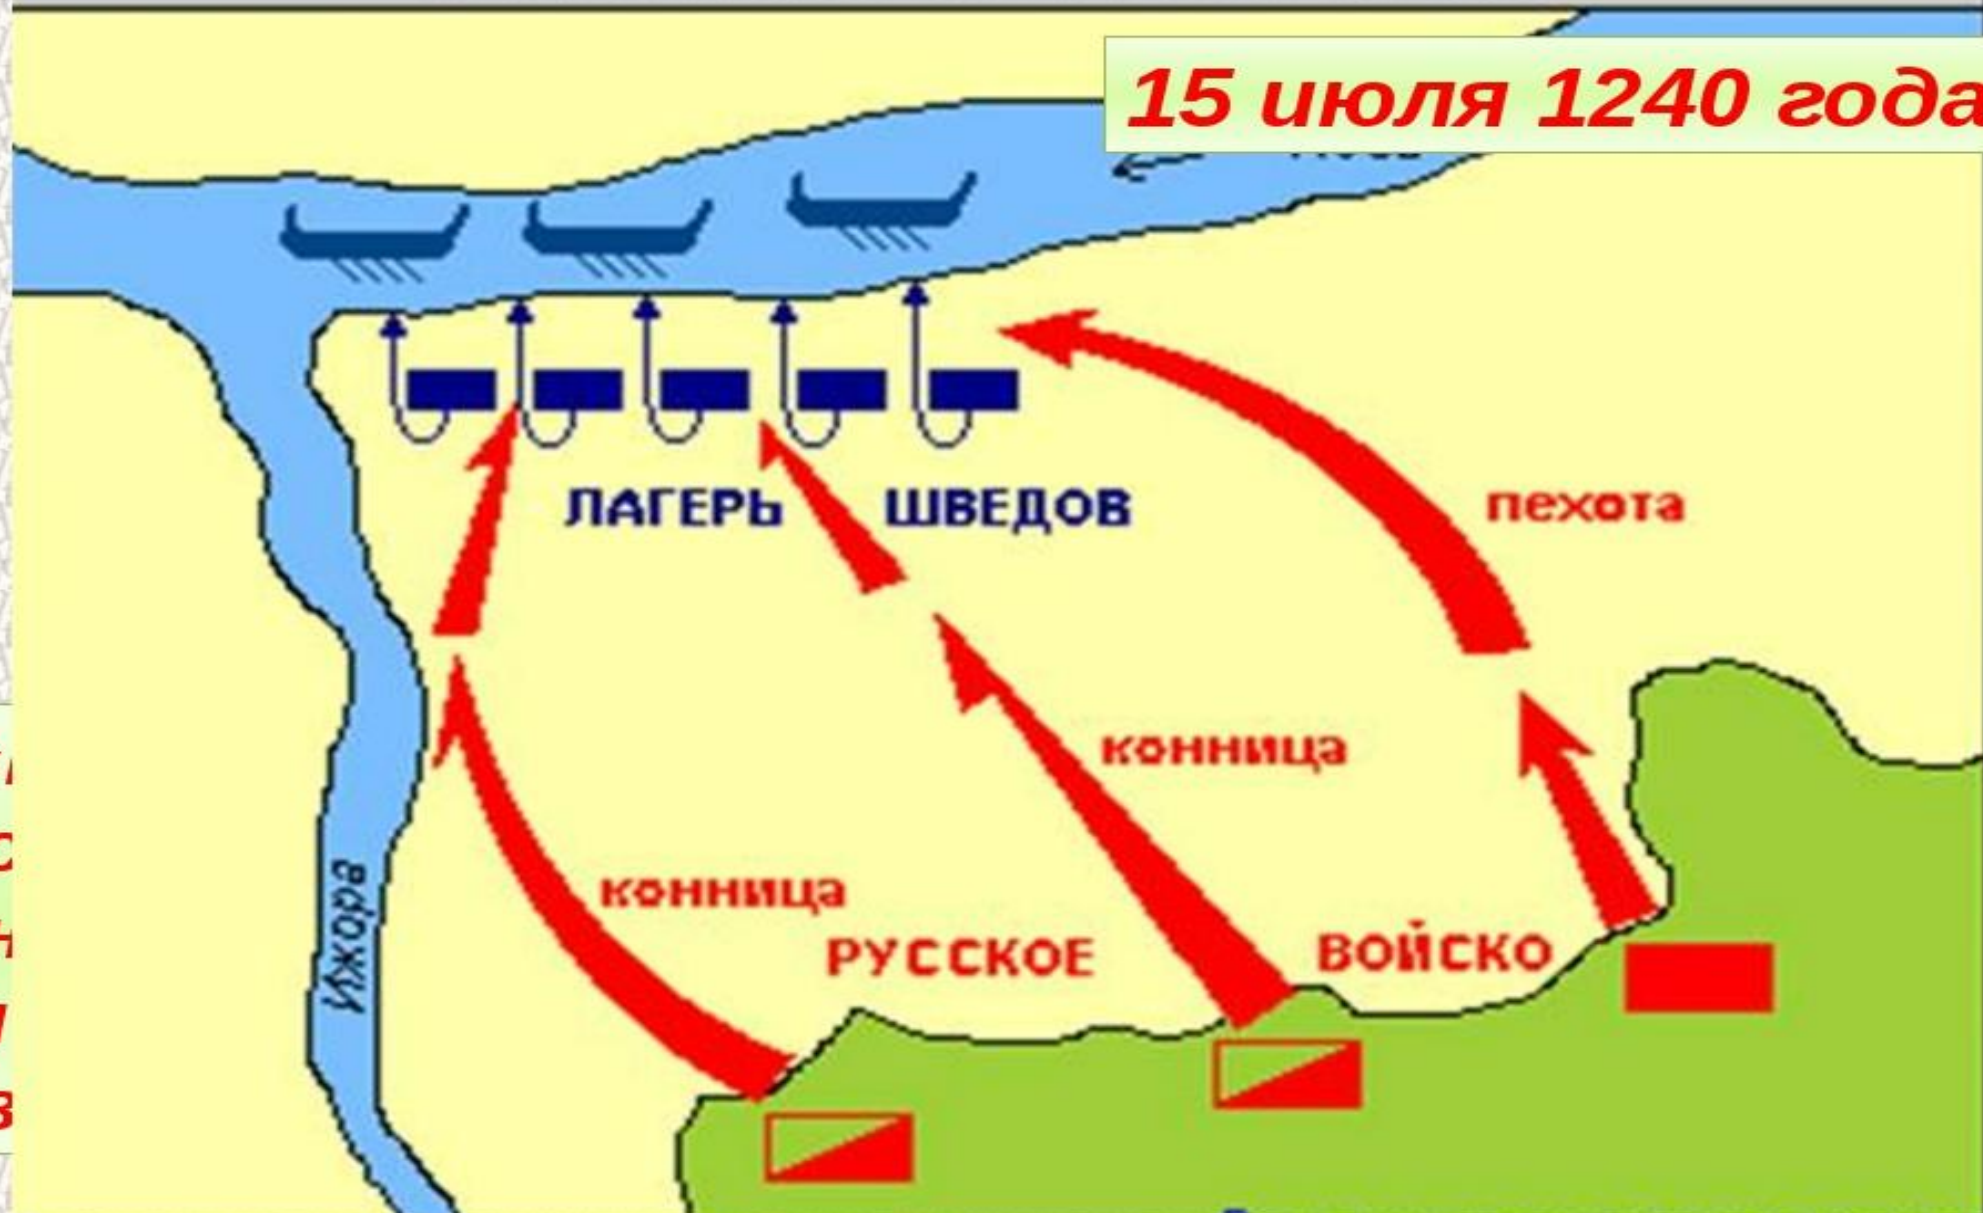 15 июля 1240 года
ЛАГЕРЬ ШВЕДОВ
пехота
конница
конница
РУССКОЕ ВОЙСКО
Ижора